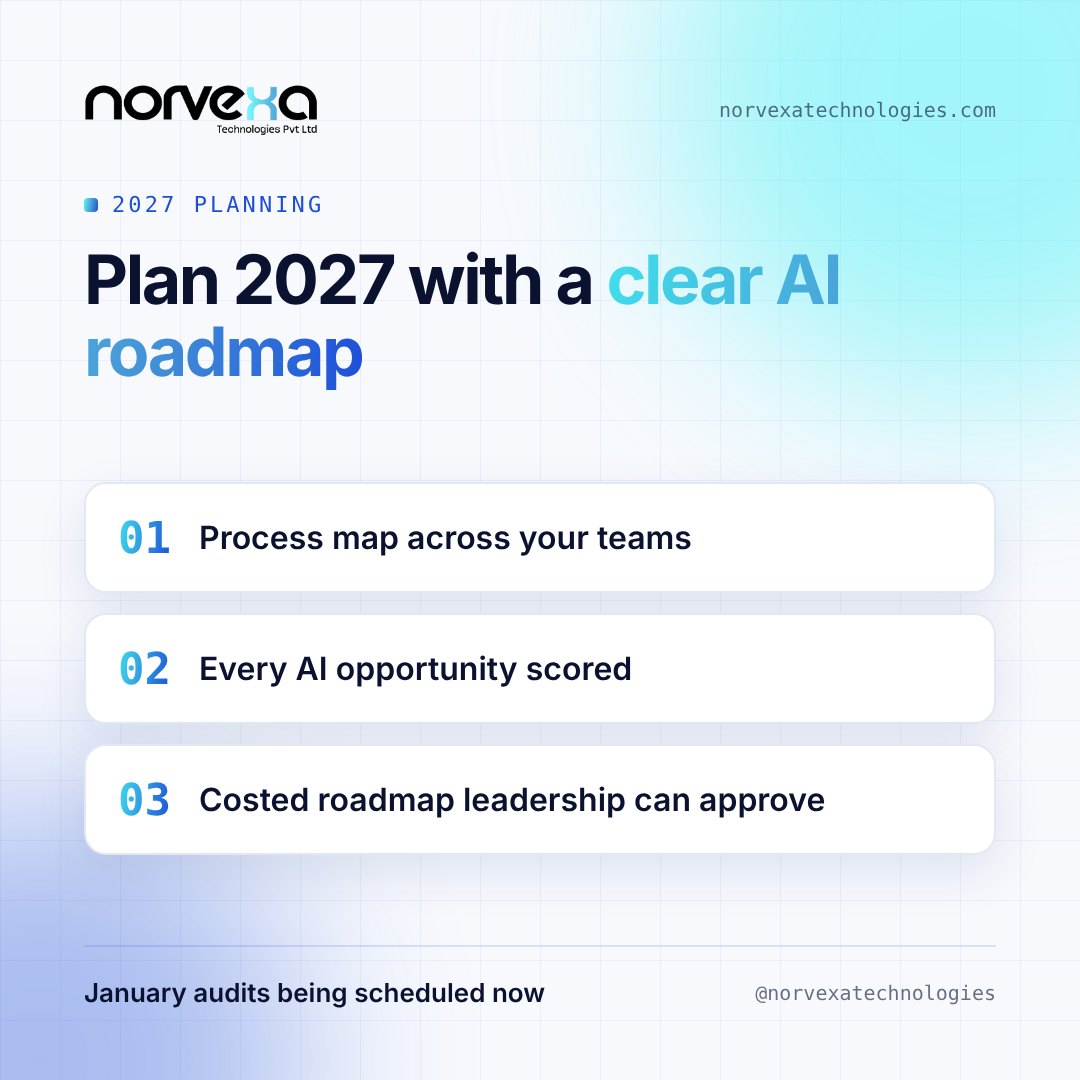 norvexa
Technologies Pvt Ltd
norvexatechnologies.com
2027 PLANNING
Plan 2027 with a clear AI
roadmap
01 Process map across your teams
02 Every AI opportunity scored
03 Costed roadmap leadership can approve
January audits being scheduled now
@norvexatechnologies